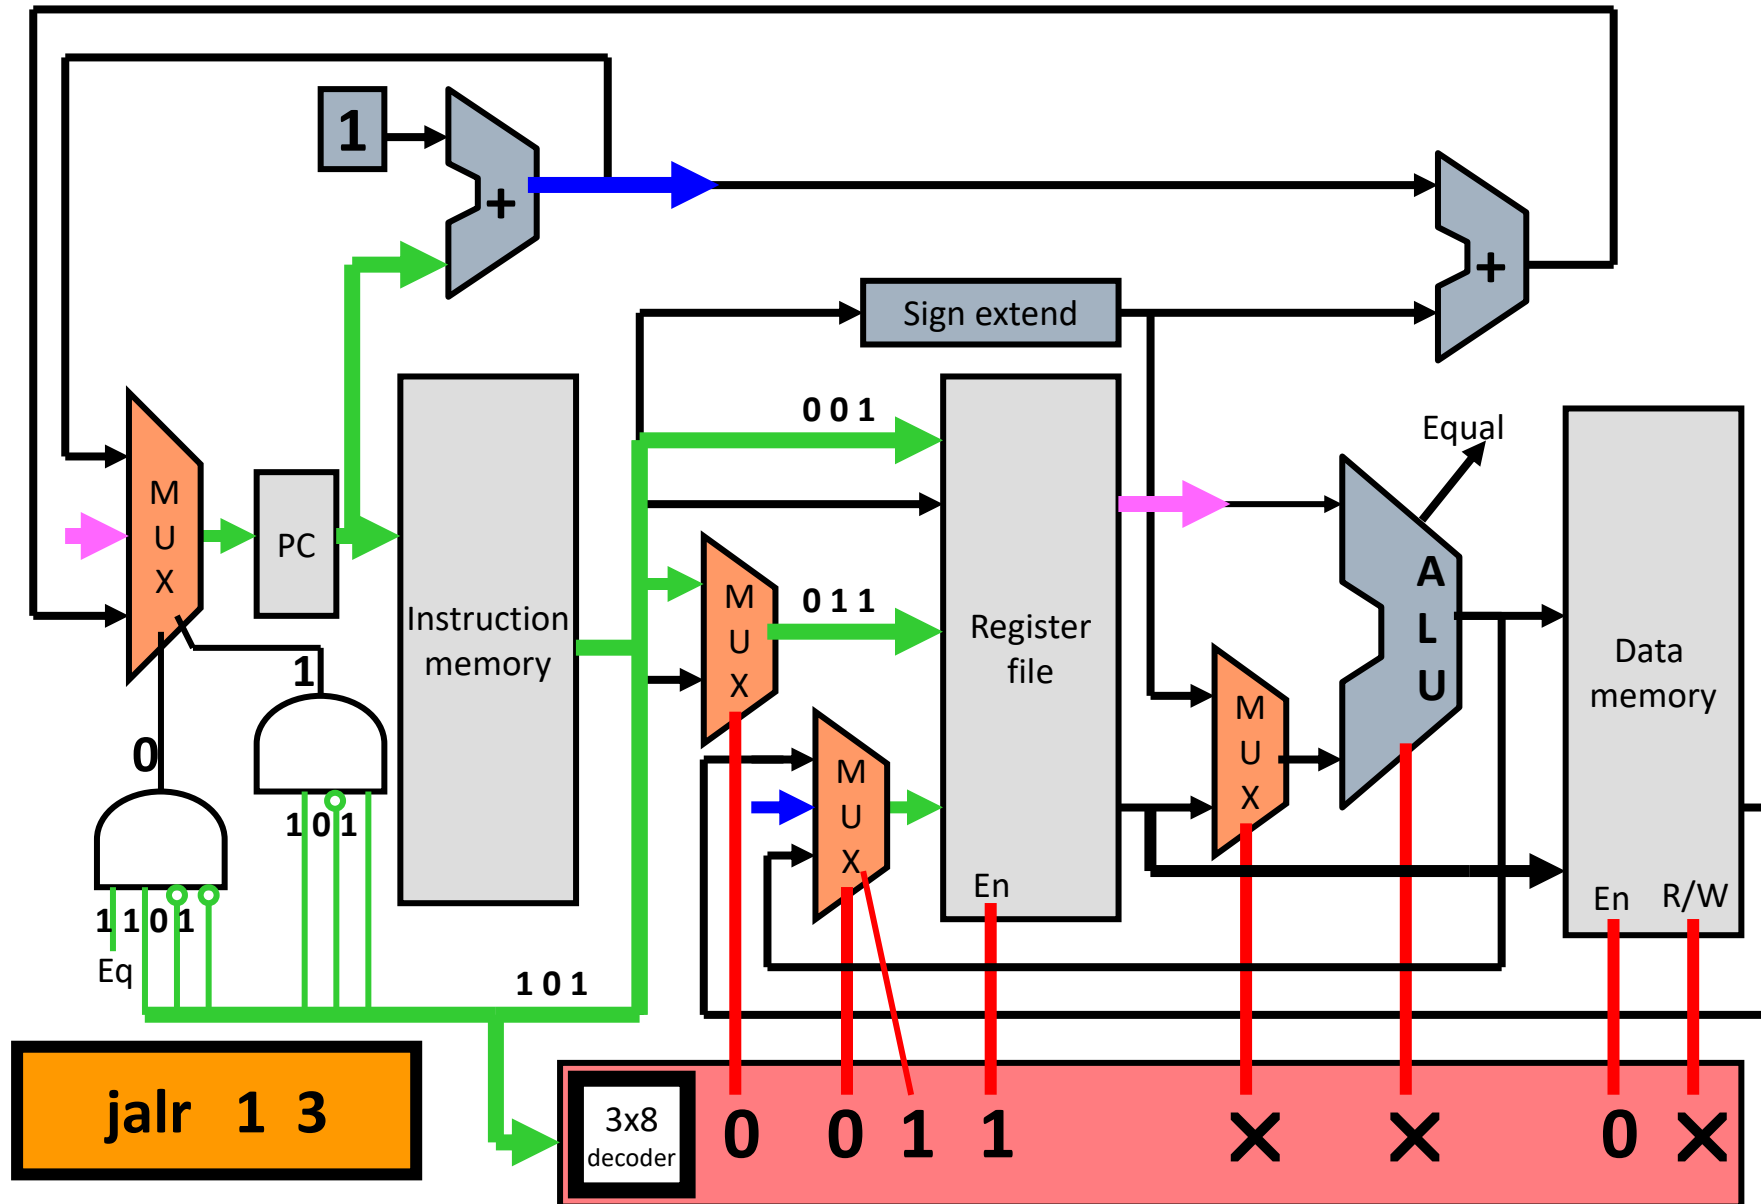 1
+
+
Sign extend
0 0 1
Equal
M
U
X
PC
Instruction
memory
M
U
X
0 1 1
Register
file
A
L
U
Data
memory
M
U
X
1
0
M
U
X
1 0 1
En
En R/W
1 1 0 1
Eq
1 0 1
jalr 1 3
3x8
decoder
0 0 1 1 X X 0 X